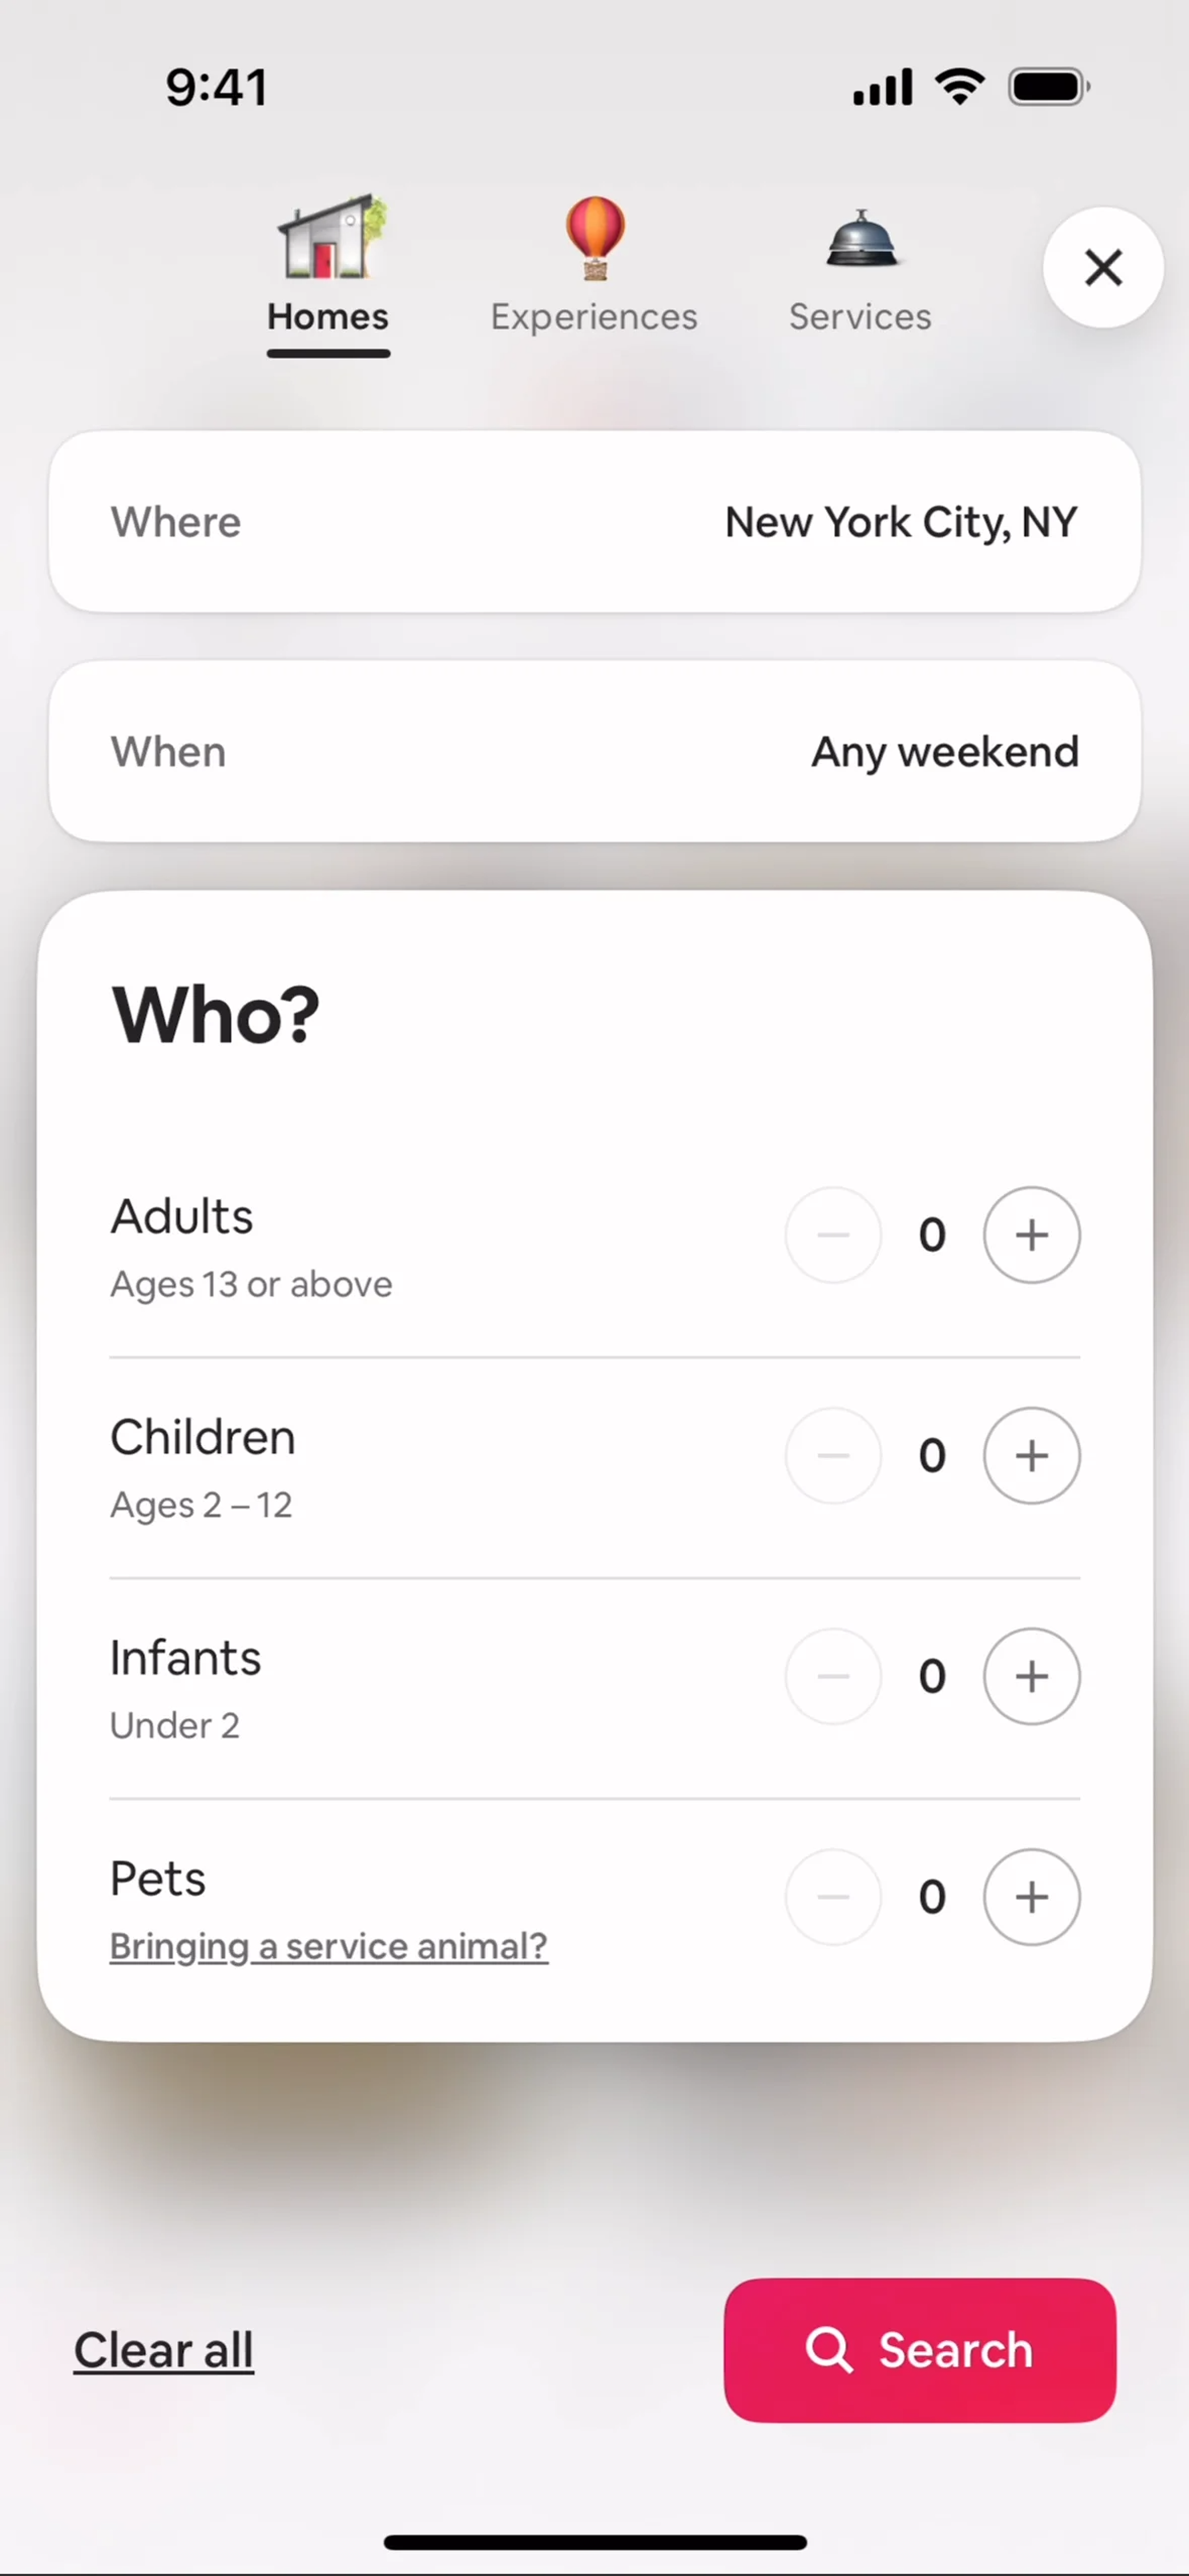 9:41
Homes
Experiences
Services
Where
New York City, NY
When
Any weekend
Who?
Adults
Ages 13 or above
0
Children
Ages 2 – 12
0
Infants
Under 2
0
Pets
Bringing a service animal?
0
Clear all
Search